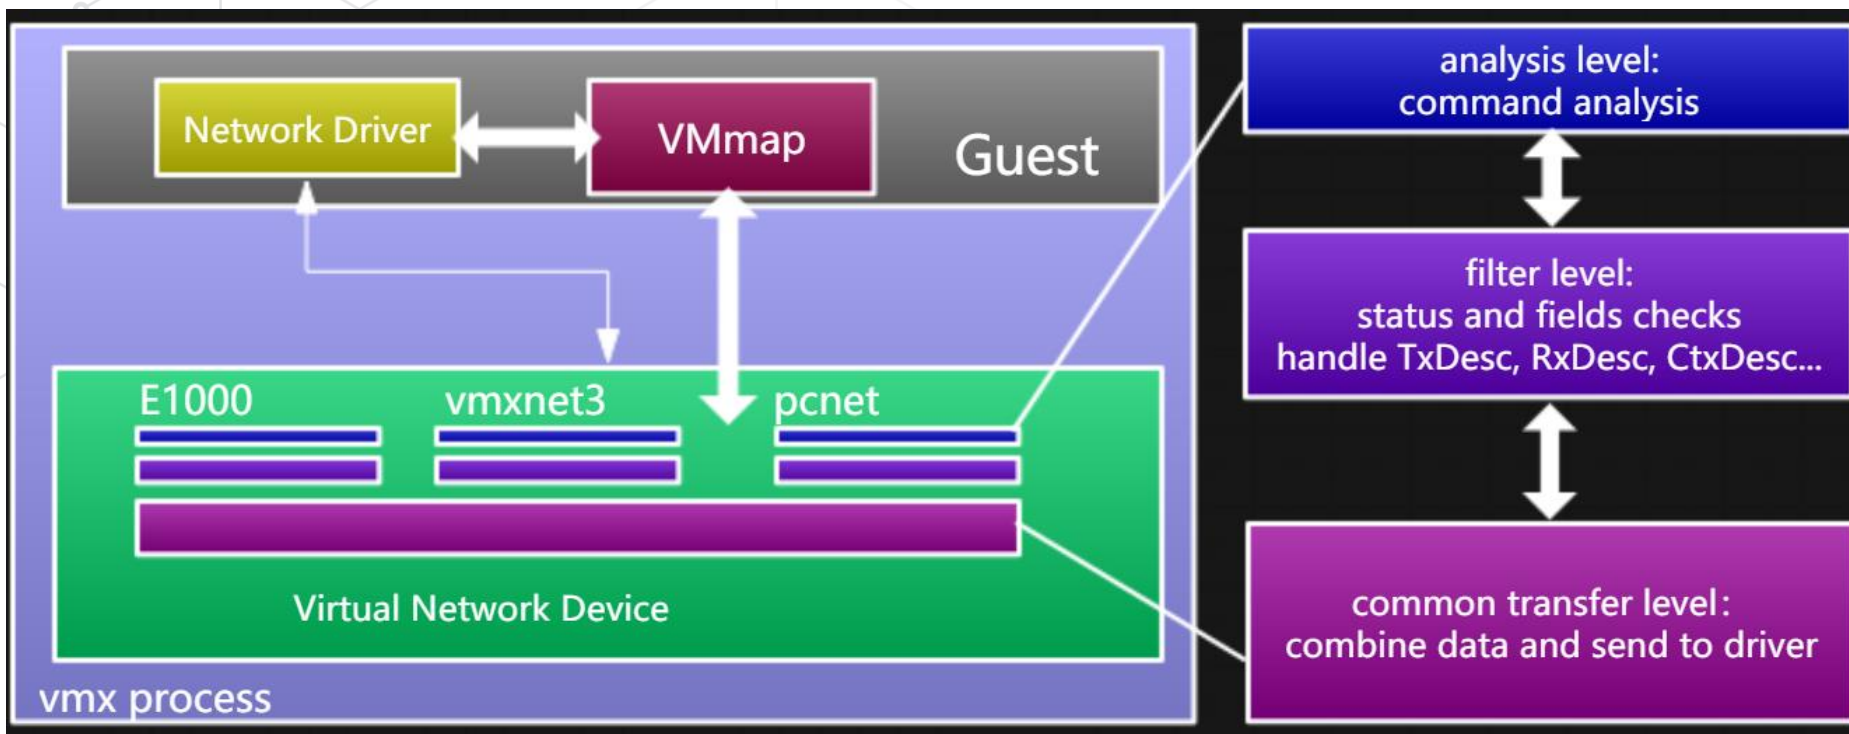 Network Driver
VMmap
Guest
E1000
vmxnet3
pcnet
Virtual Network Device
vmx process
analysis level:
command analysis
filter level:
status and fields checks
handle TxDesc, RxDesc, CtxDesc...
common transfer level:
combine data and send to driver